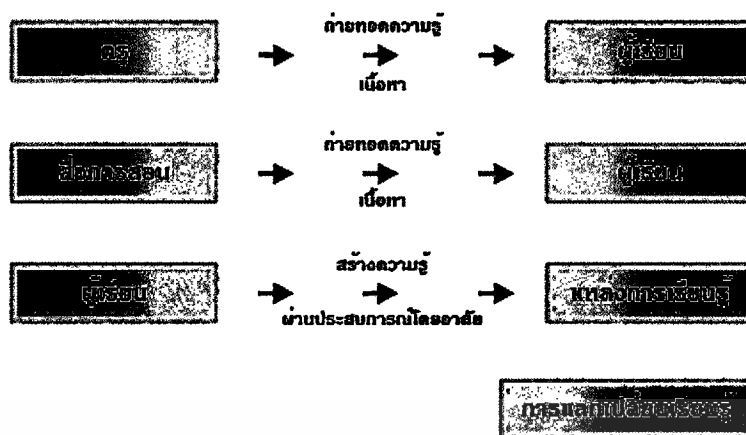 ถ่ายทอดความรู้
ครู
ผู้เรียน
เนื้อหา
ถ่ายทอดความรู้
สื่อการสอน
ผู้เรียน
เนื้อหา
สร้างความรู้
ผู้เรียน
แหล่งการเรียนรู้
ผ่านประสบการณ์โดยอาศัย
การแลกเปลี่ยนเรียนรู้